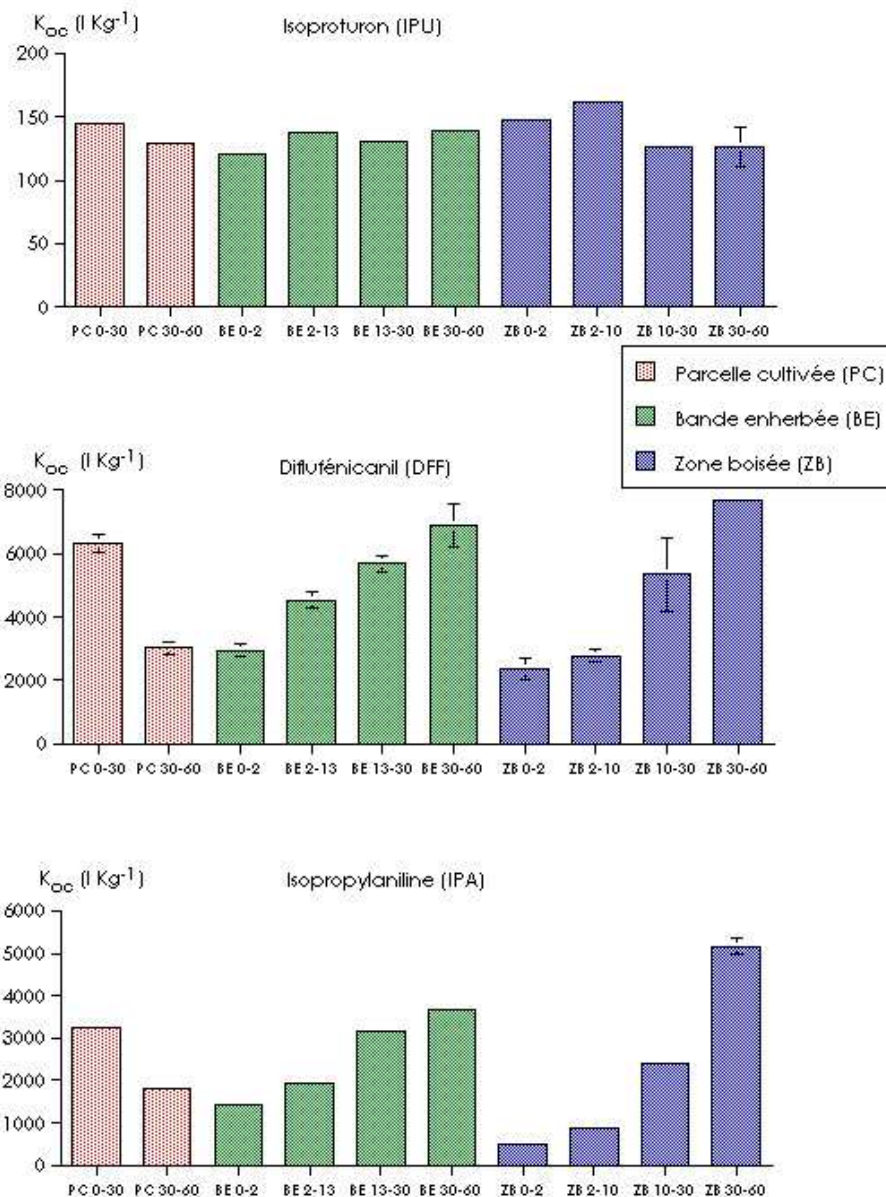 K_OC (l Kg-1) Isoproturon (IPU)
200
150
100
50
0
PC 0-30 PC 30-60 BE 0-2 BE 2-13 BE 13-30 BE 30-60 ZB 0-2 ZB 2-10 ZB 10-30 ZB 30-60
Parcelle cultivée (PC)
Bande enherbée (BE)
Zone boisée (ZB)
K_OC (l Kg-1) Diflufénicanil (DFF)
8000
6000
4000
2000
0
PC 0-30 PC 30-60 BE 0-2 BE 2-13 BE 13-30 BE 30-60 ZB 0-2 ZB 2-10 ZB 10-30 ZB 30-60
K_OC (l Kg-1) Isopropylaniline (IPA)
6000
5000
4000
3000
2000
1000
0
PC 0-30 PC 30-60 BE 0-2 BE 2-13 BE 13-30 BE 30-60 ZB 0-2 ZB 2-10 ZB 10-30 ZB 30-60